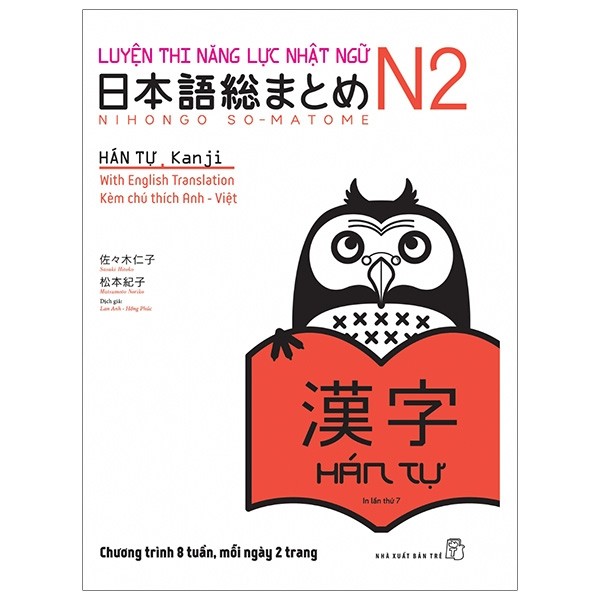 LUYỆN THI NĂNG LỰC NHẬT NGỮ
日本語総まとめ N2
NIHONGO SO-MATOME
HÁN TỰ . Kanji
With English Translation
Kèm chú thích Anh - Việt
佐々木仁子
Sasaki Hitoko
松本紀子
Matsumoto Noriko
Dịch giả:
Lan Anh - Hồng Phúc
漢字
HÁN TỰ
In lần thứ 7
Chương trình 8 tuần, mỗi ngày 2 trang
NHÀ XUẤT BẢN TRẺ